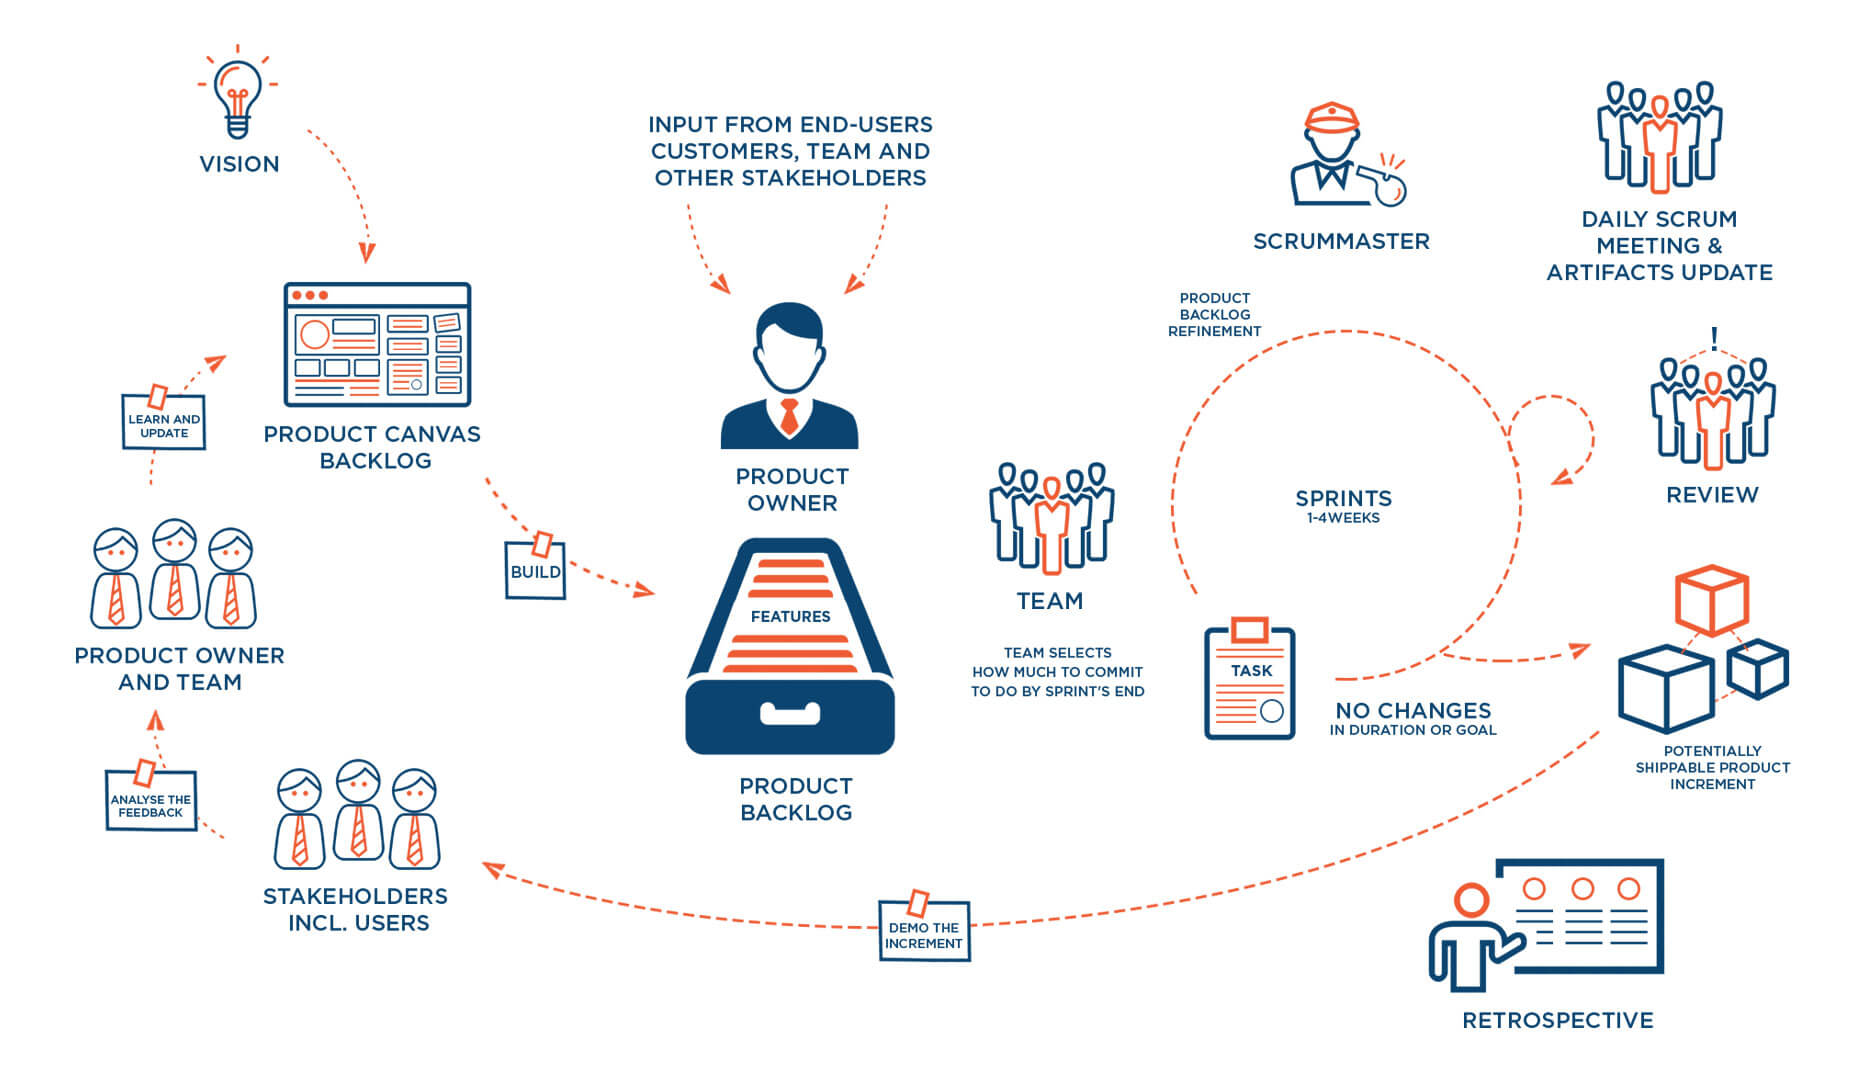 VISION
INPUT FROM END-USERS
CUSTOMERS, TEAM AND
OTHER STAKEHOLDERS
SCRUMMASTER
DAILY SCRUM
MEETING &
ARTIFACTS UPDATE
PRODUCT
BACKLOG
REFINEMENT
!
LEARN AND
UPDATE
PRODUCT CANVAS
BACKLOG
PRODUCT
OWNER
SPRINTS
1-4WEEKS
REVIEW
BUILD
FEATURES
TEAM
TEAM SELECTS
HOW MUCH TO COMMIT
TO DO BY SPRINT'S END
TASK
NO CHANGES
IN DURATION OR GOAL
PRODUCT OWNER
AND TEAM
POTENTIALLY
SHIPPABLE PRODUCT
INCREMENT
PRODUCT
BACKLOG
ANALYSE THE
FEEDBACK
STAKEHOLDERS
INCL. USERS
DEMO THE
INCREMENT
RETROSPECTIVE